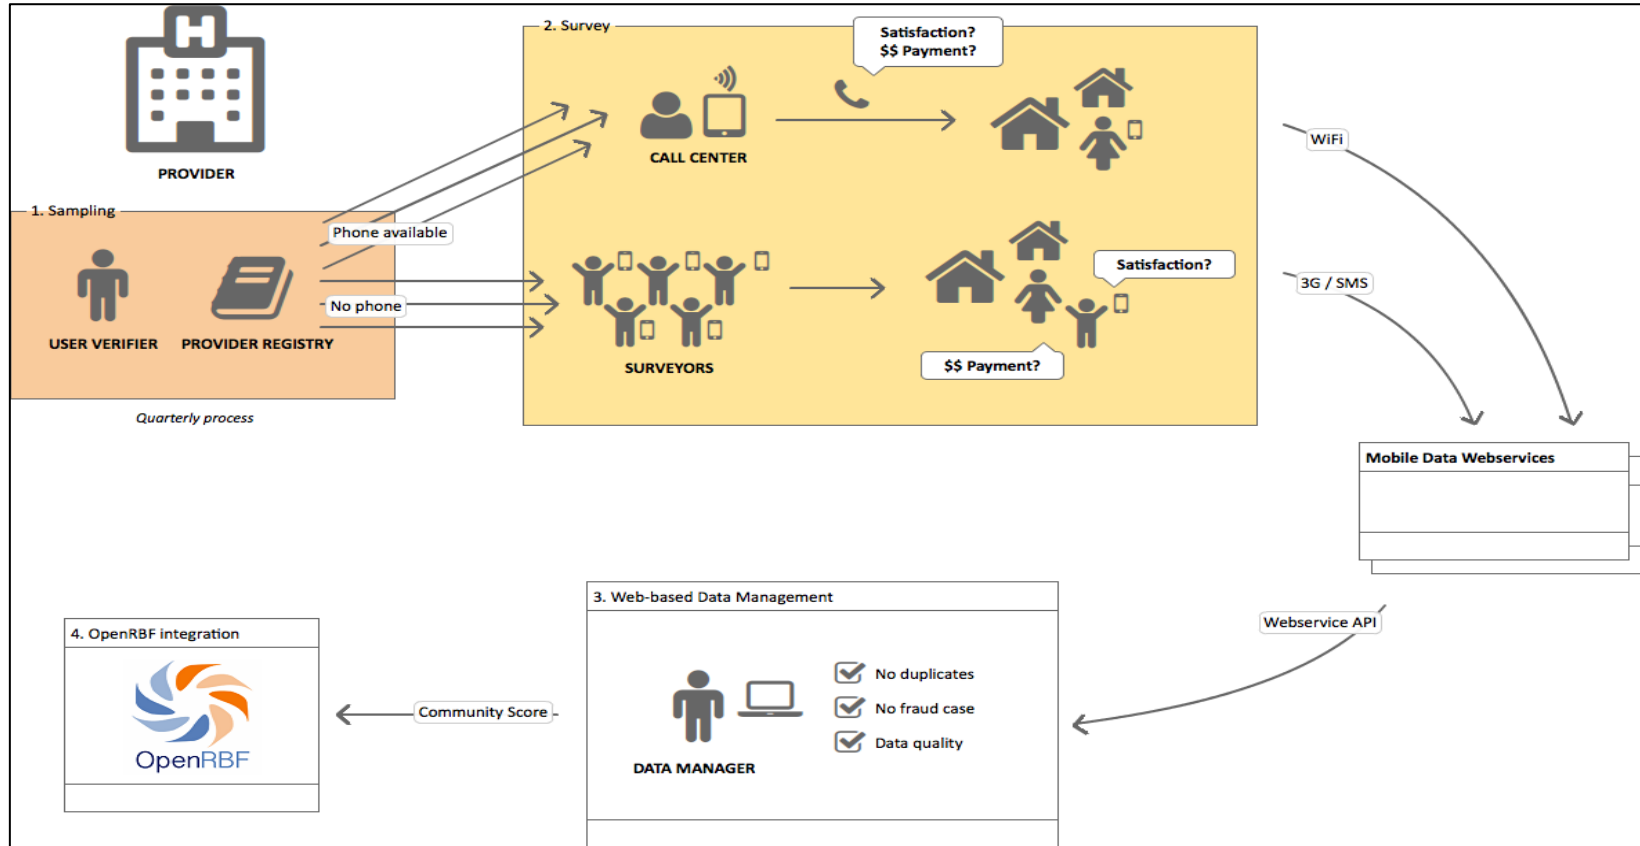 PROVIDER
1. Sampling
USER VERIFIER
PROVIDER REGISTRY
Quarterly process
Phone available
No phone
2. Survey
Satisfaction?
$$ Payment?
CALL CENTER
SURVEYORS
Satisfaction?
$$ Payment?
WiFi
3G / SMS
Mobile Data Webservices
Webservice API
3. Web-based Data Management
DATA MANAGER
No duplicates
No fraud case
Data quality
Community Score
4. OpenRBF integration
OpenRBF